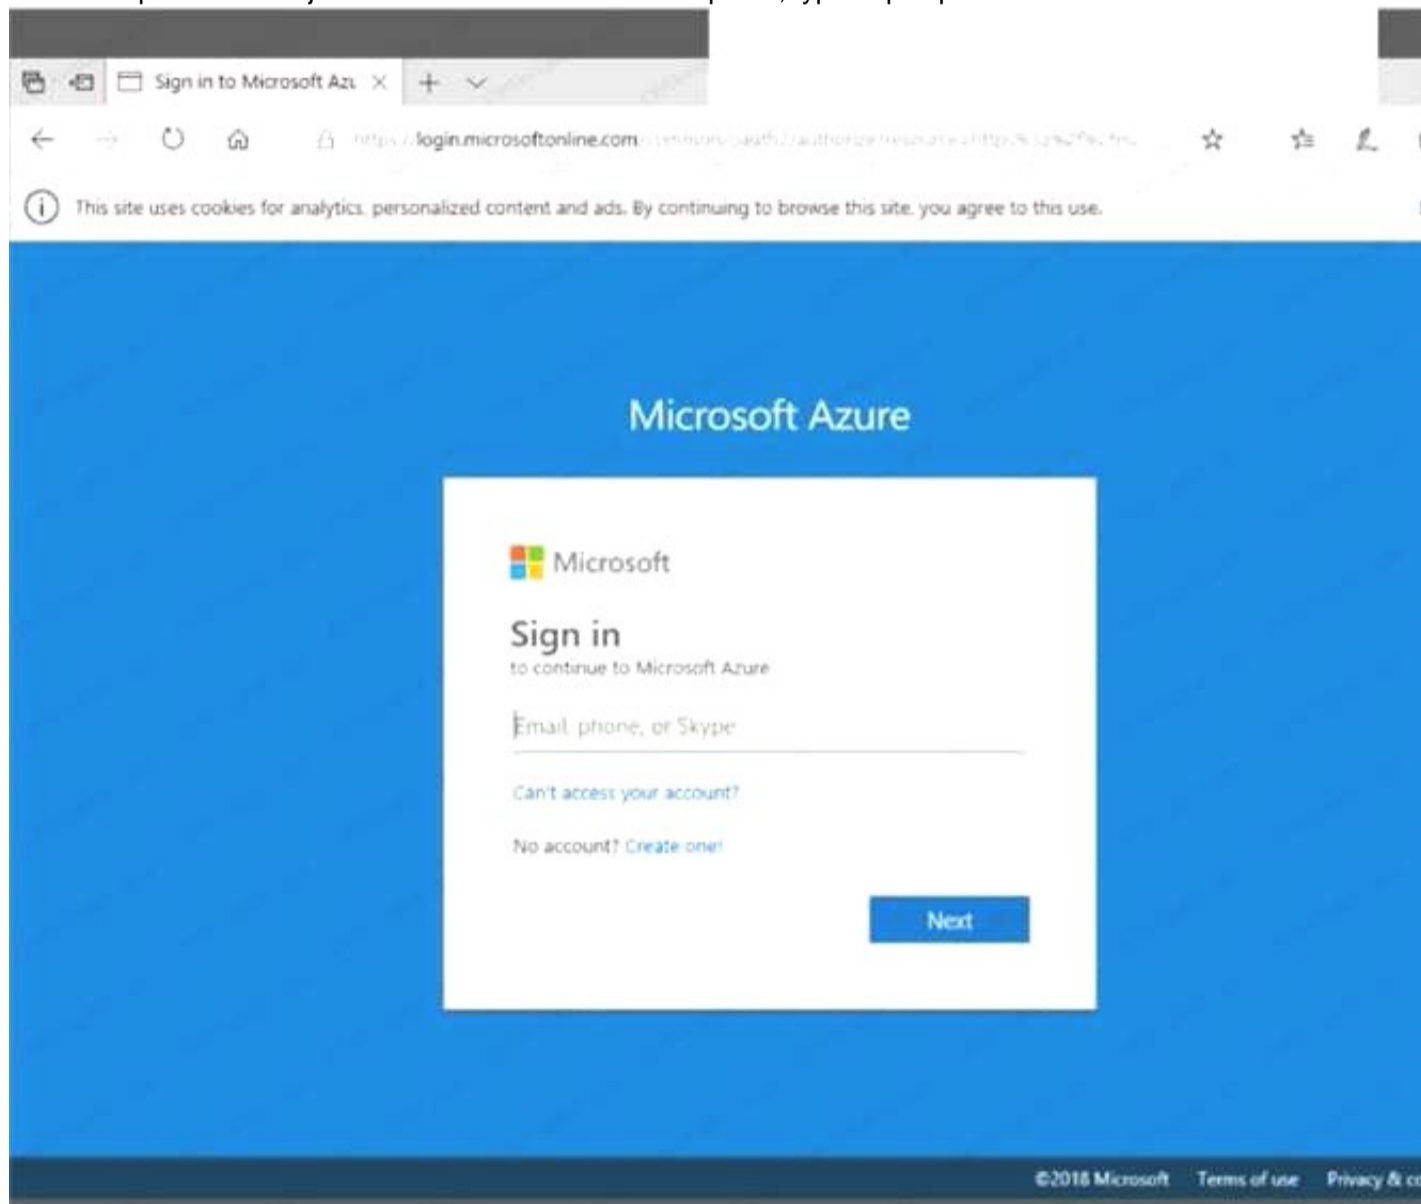 Sign in to Microsoft Azu
login.microsoftonline.com
This site uses cookies for analytics, personalized content and ads. By continuing to browse this site, you agree to this use.
Microsoft Azure
Microsoft
Sign in
to continue to Microsoft Azure
Email, phone, or Skype
Can't access your account?
No account? Create one!
Next
©2018 Microsoft Terms of use Privacy & co